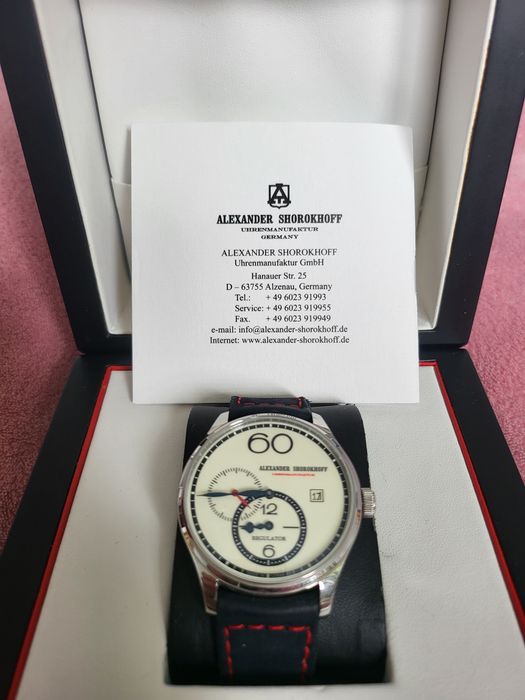 ALEXANDER SHOROKHOFF
UHRENMANUFAKTUR
GERMANY
ALEXANDER SHOROKHOFF
Uhrenmanufaktur GmbH
Hanauer Str. 25
D – 63755 Alzenau, Germany
Tel.: + 49 6023 91993
Service: + 49 6023 919955
Fax. + 49 6023 919949
e-mail: info@alexander-shorokhoff.de
Internet: www.alexander-shorokhoff.de
60
ALEXANDER SHOROKHOFF
UHRENMANUFAKTUR
17
12
REGULATOR
6